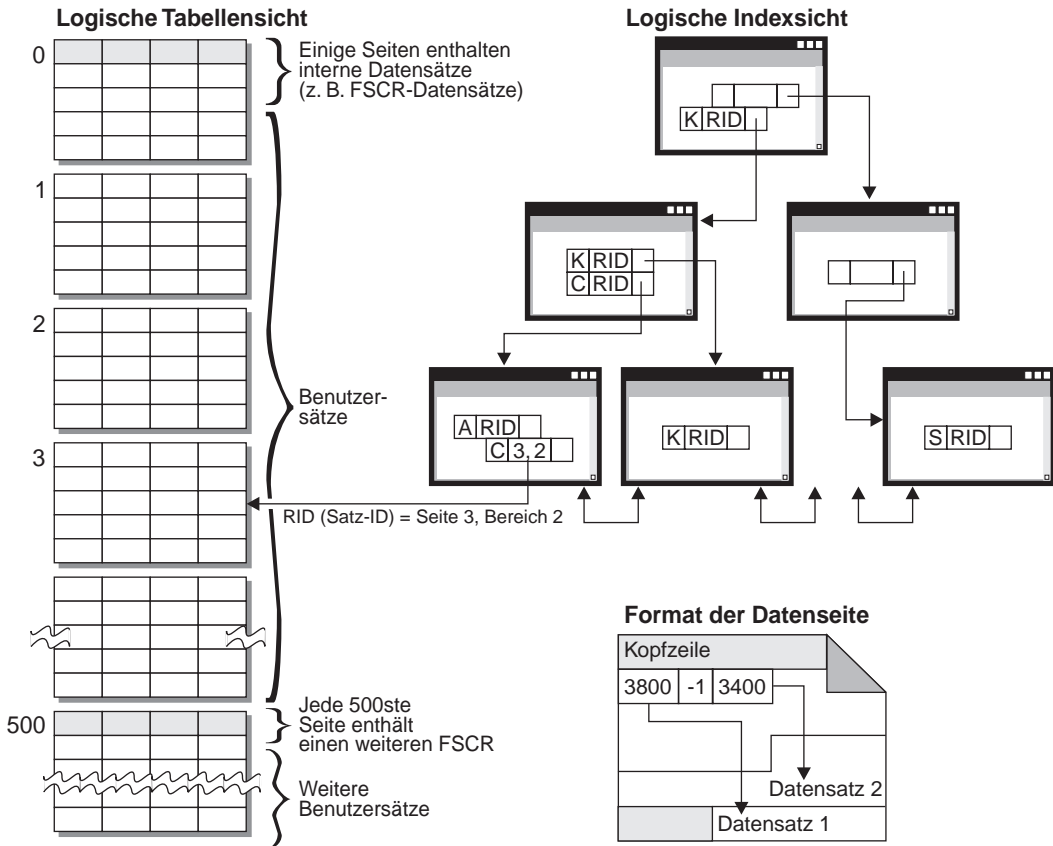 Logische Tabellensicht
0
Einige Seiten enthalten
interne Datensätze
(z. B. FSCR-Datensätze)
1
2
Benutzer-
sätze
3
RID (Satz-ID) = Seite 3, Bereich 2
500
Jede 500ste
Seite enthält
einen weiteren FSCR
Weitere
Benutzersätze
Logische Indexsicht
K RID
K RID
C RID
A RID
C 3, 2
K RID
S RID
Format der Datenseite
Kopfzeile
3800 -1 3400
Datensatz 2
Datensatz 1